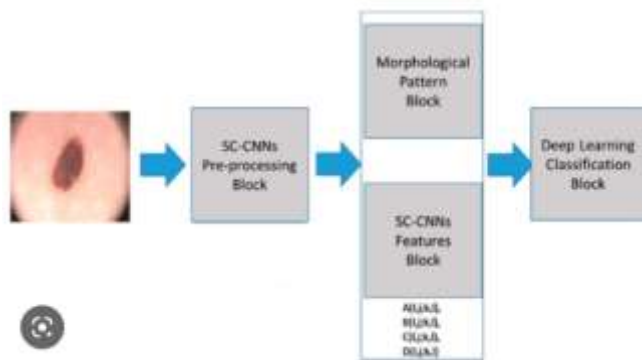 SC-CNNs
Pre-processing
Block
Morphological
Pattern
Block
SC-CNNs
Features
Block
Deep Learning
Classification
Block